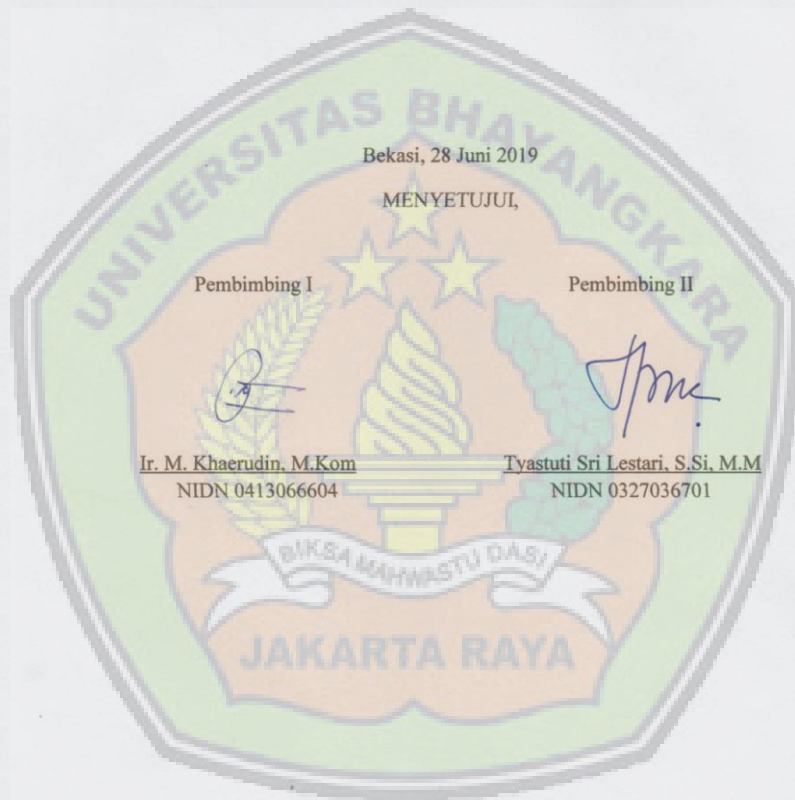 UNIVERSITAS BHAYANGKARA
Bekasi, 28 Juni 2019
MENYETUJUI,
Pembimbing I Pembimbing II
Ir. M. Khaerudin, M.Kom Tyastuti Sri Lestari, S.Si, M.M
NIDN 0413066604 NIDN 0327036701
BIKSA MAHWASTU DASI
JAKARTA RAYA